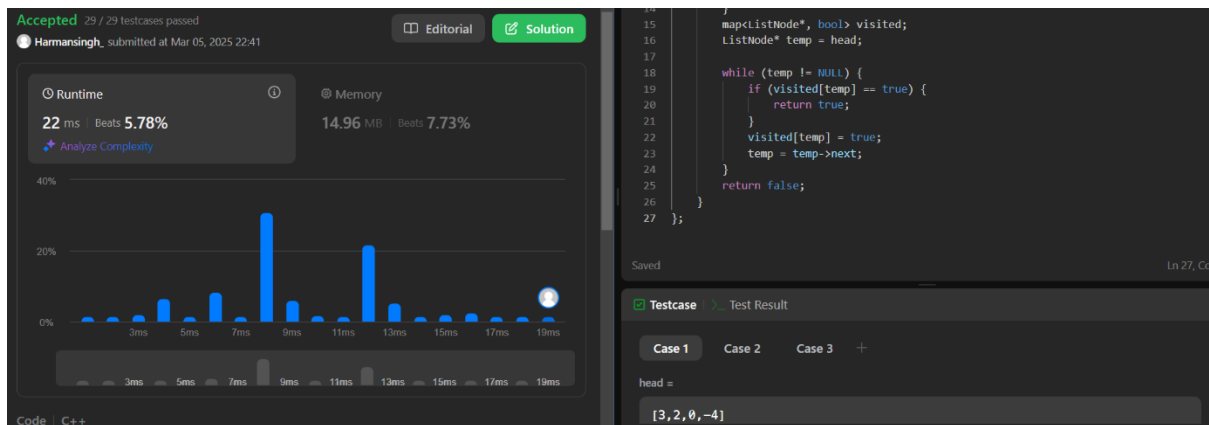 Accepted 29 / 29 testcases passed
Editorial
Solution
Harmansingh_ submitted at Mar 05, 2025 22:41
Runtime
22 ms Beats 5.78%
Analyze Complexity
Memory
14.96 MB Beats 7.73%
40%
20%
0%
3ms 5ms 7ms 9ms 11ms 13ms 15ms 17ms 19ms
3ms 5ms 7ms 9ms 11ms 13ms 15ms 17ms 19ms
Code C++
14 }
15 map<ListNode*, bool> visited;
16 ListNode* temp = head;
17
18 while (temp != NULL) {
19 if (visited[temp] == true) {
20 return true;
21 }
22 visited[temp] = true;
23 temp = temp->next;
24 }
25 return false;
26 }
27 };
Saved
Ln 27, Co
Testcase >_ Test Result
Case 1 Case 2 Case 3 +
head =
[3,2,0,-4]